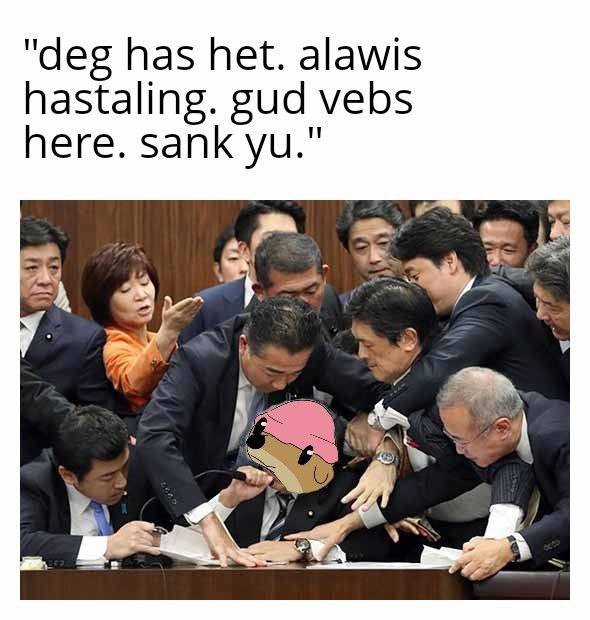 "deg has het. alawis
hastaling. gud vebs
here. sank yu."